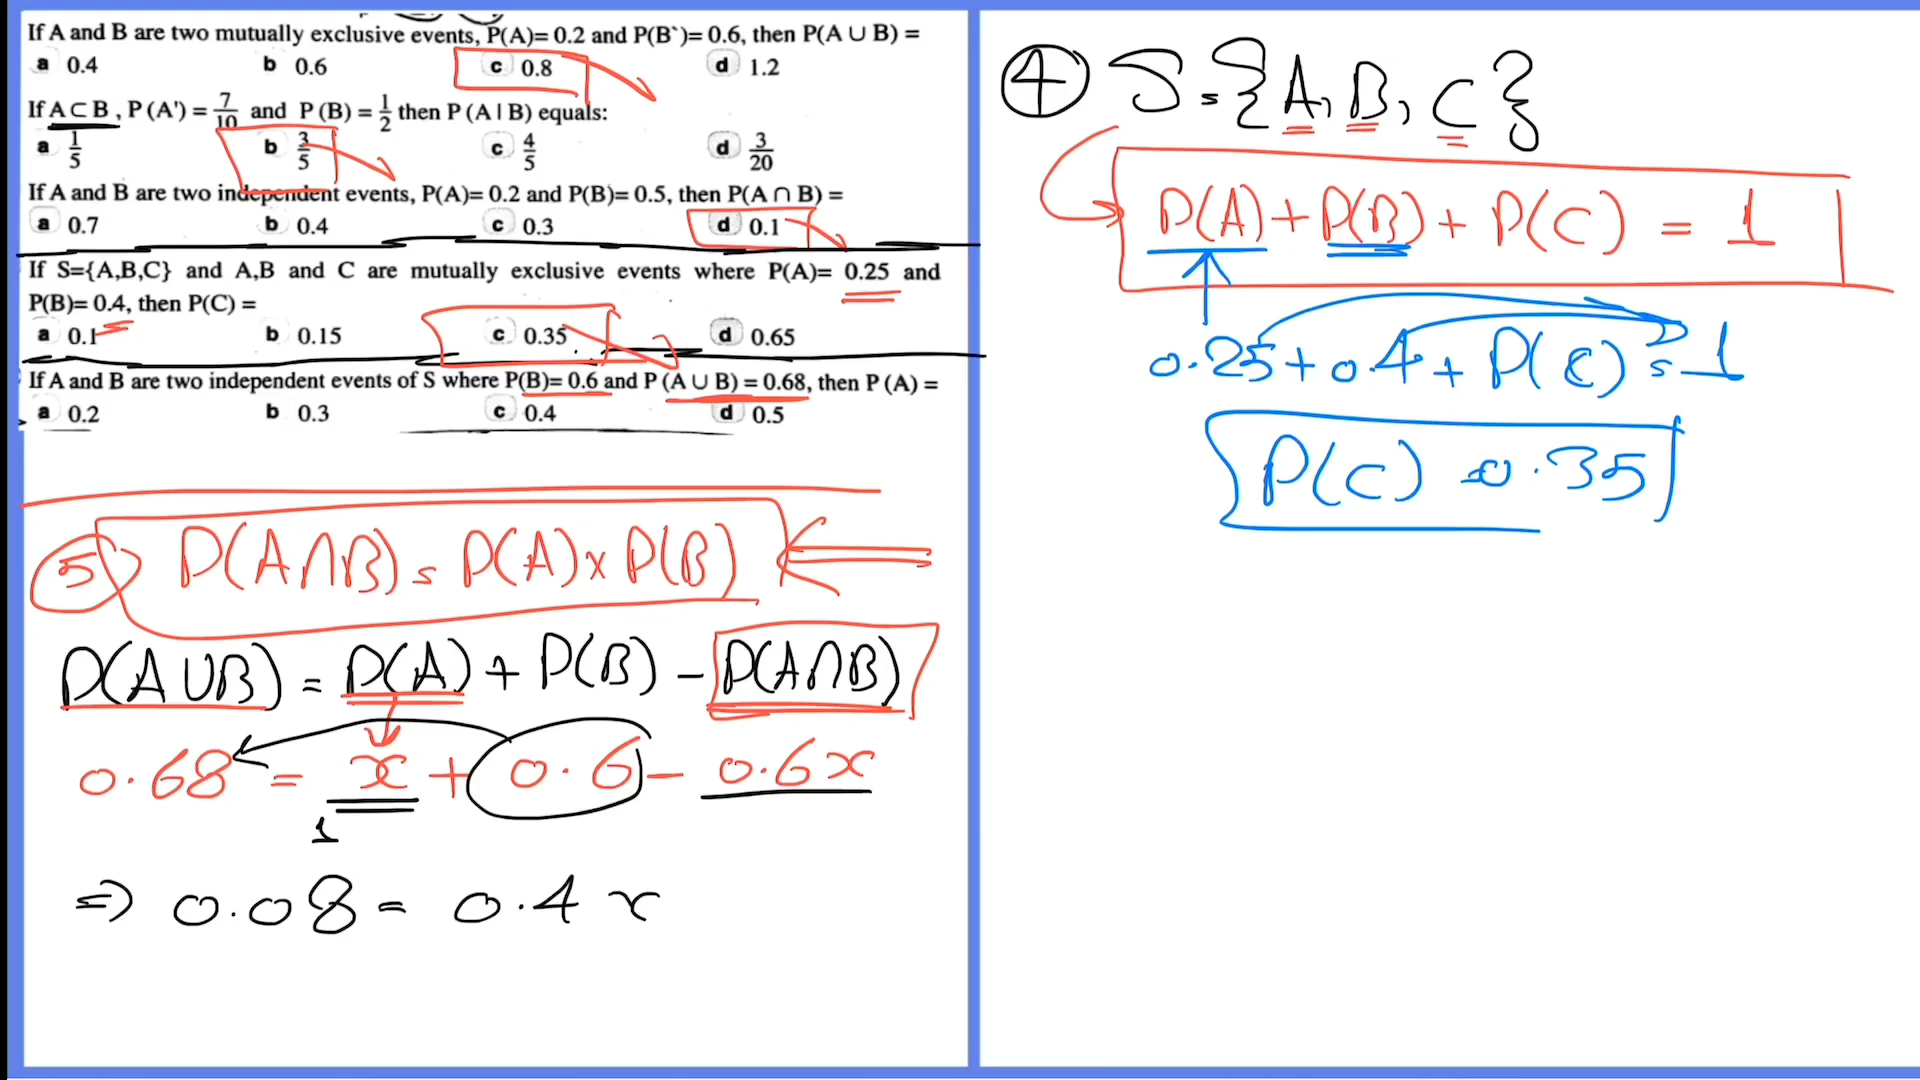 If A and B are two mutually exclusive events, P(A)= 0.2 and P(B`)= 0.6, then P(A ∪ B) =
a 0.4 b 0.6 c 0.8 d 1.2
If A ⊂ B , P (A') = 7/10 and P (B) = 1/2 then P (A | B) equals:
a 1/5 b 3/5 c 4/5 d 3/20
If A and B are two independent events, P(A)= 0.2 and P(B)= 0.5, then P(A ∩ B) =
a 0.7 b 0.4 c 0.3 d 0.1
If S={A,B,C} and A,B and C are mutually exclusive events where P(A)= 0.25 and
P(B)= 0.4, then P(C) =
a 0.1 b 0.15 c 0.35 d 0.65
If A and B are two independent events of S where P(B)= 0.6 and P (A ∪ B) = 0.68, then P (A) =
a 0.2 b 0.3 c 0.4 d 0.5
5 P(A∩B) = P(A) x P(B)
P(A∪B) = P(A) + P(B) - P(A∩B)
0.68 = x + 0.6 - 0.6x
1
⇒ 0.08 = 0.4 x
4 S = {A, B, C}
P(A) + P(B) + P(C) = 1
0.25 + 0.4 + P(C) = 1
P(C) = 0.35